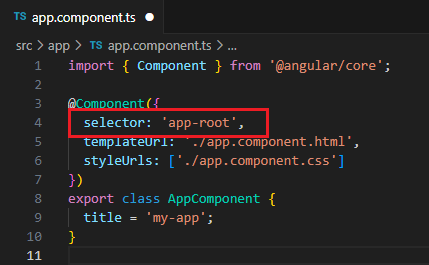 TS app.component.ts
src > app > TS app.component.ts > ...
1 import { Component } from '@angular/core';
2
3 @Component({
4 selector: 'app-root',
5 templateUrl: './app.component.html',
6 styleUrls: ['./app.component.css']
7 })
8 export class AppComponent {
9 title = 'my-app';
10 }
11